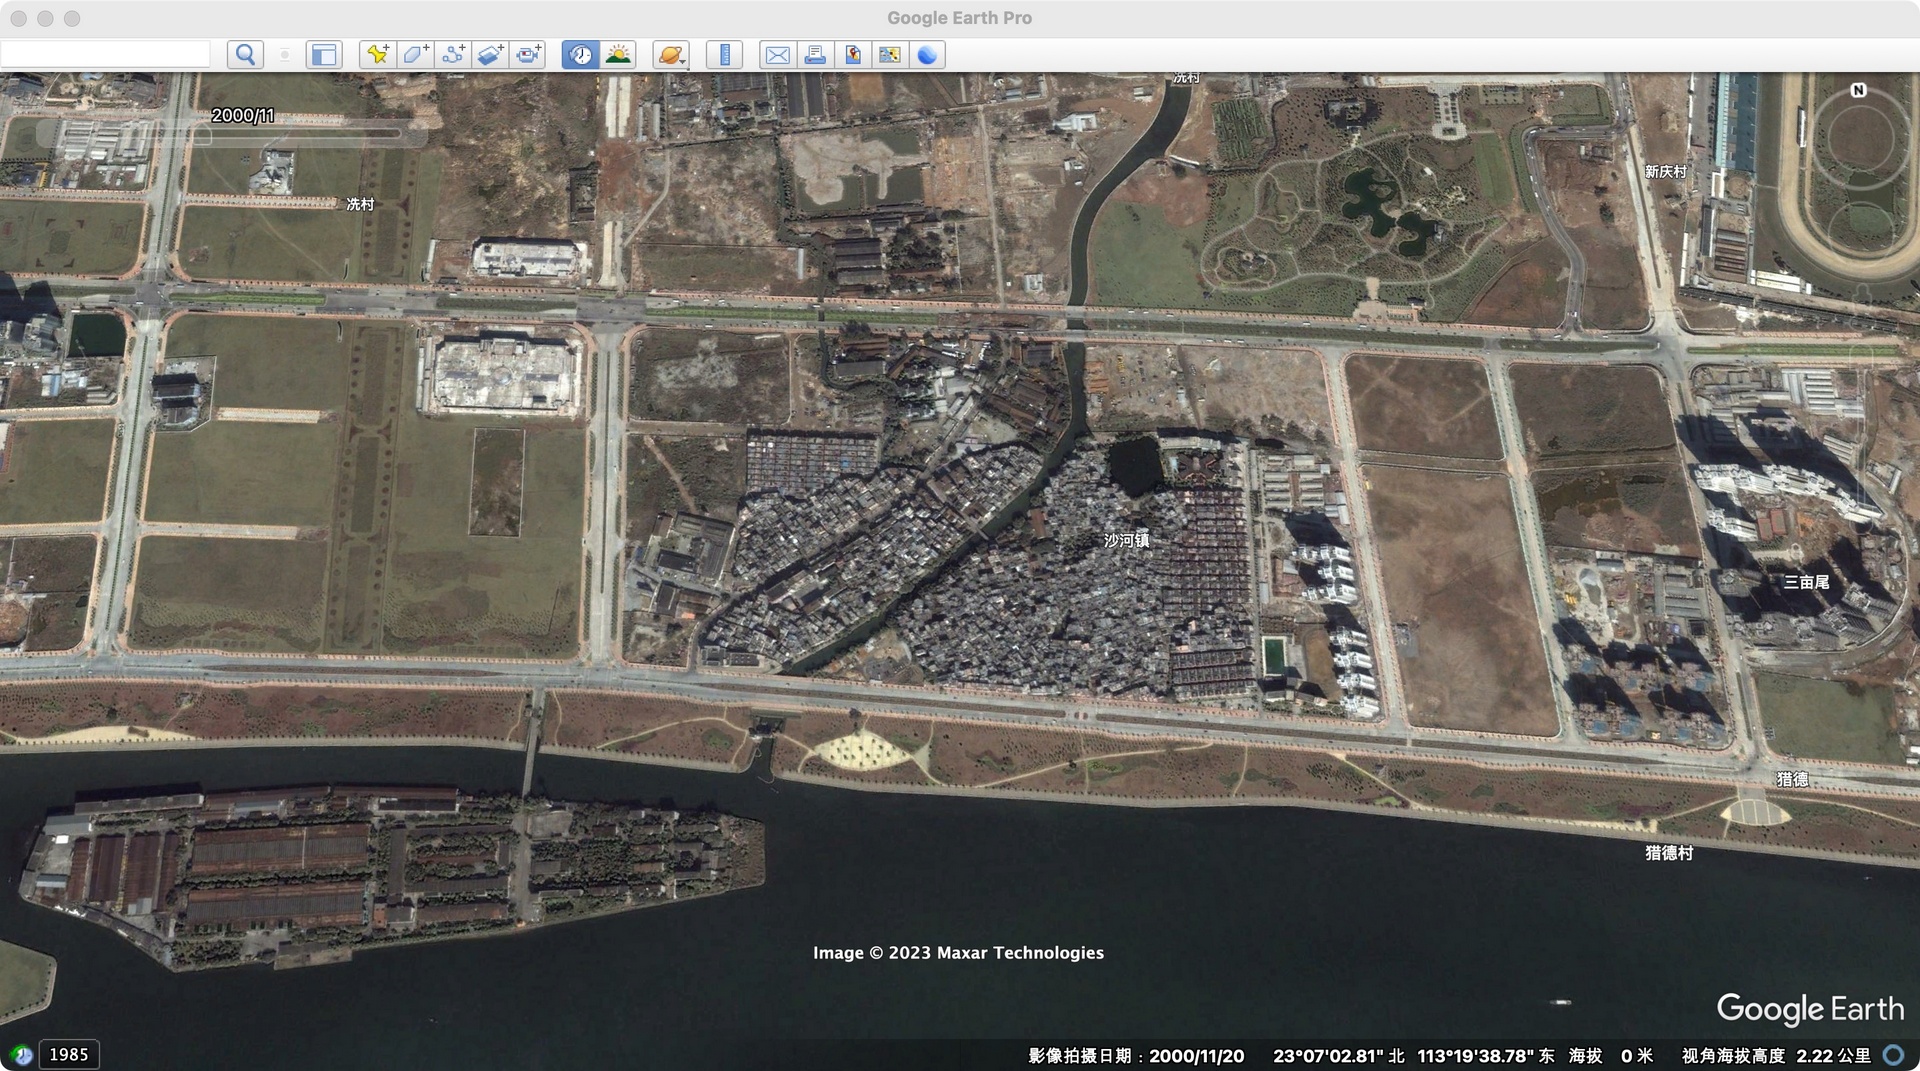 Google Earth Pro
冼村
N
2000/11
新庆村
冼村
沙河镇
三亩尾
猎德
猎德村
Image © 2023 Maxar Technologies
Google Earth
1985
影像拍摄日期：2000/11/20 23°07'02.81" 北 113°19'38.78" 东 海拔 0 米 视角海拔高度 2.22 公里